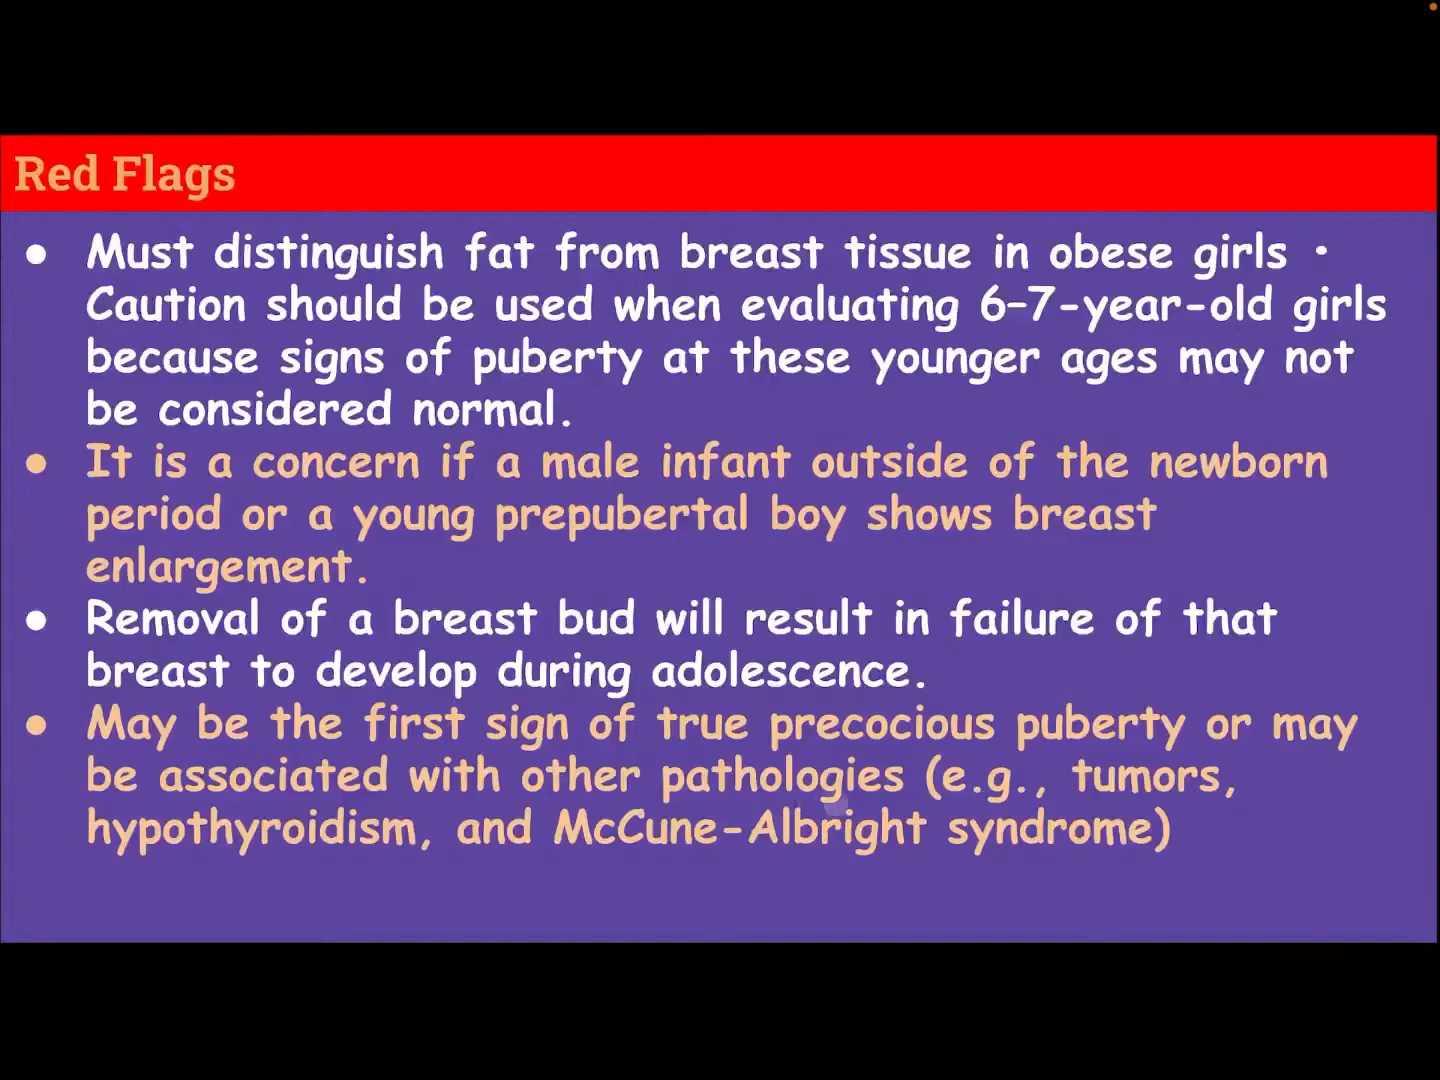 Red Flags
● Must distinguish fat from breast tissue in obese girls •
Caution should be used when evaluating 6–7-year-old girls
because signs of puberty at these younger ages may not
be considered normal.
● It is a concern if a male infant outside of the newborn
period or a young prepubertal boy shows breast
enlargement.
● Removal of a breast bud will result in failure of that
breast to develop during adolescence.
● May be the first sign of true precocious puberty or may
be associated with other pathologies (e.g., tumors,
hypothyroidism, and McCune-Albright syndrome)